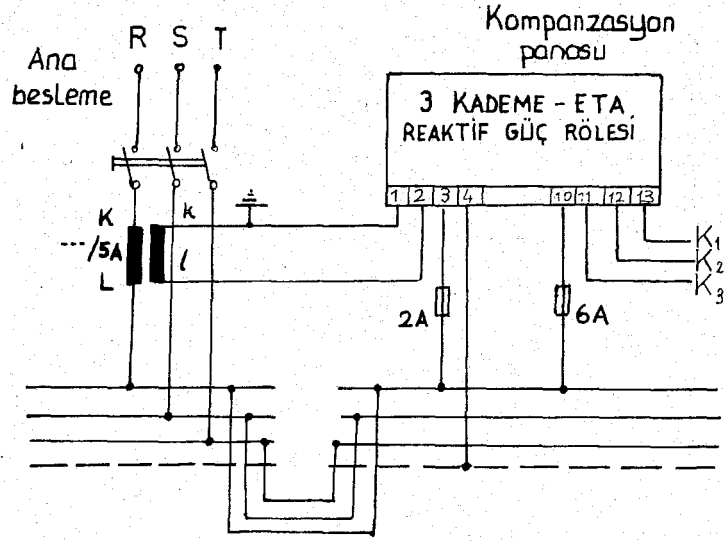 Ana
besleme
R S T
Kompanzasyon
panosu
3 KADEME - ETA
REAKTİF GÜÇ RÖLESİ
1 2 3 4 10 11 12 13
K
/5A
L
k
l
2A
6A
K1
K2
K3